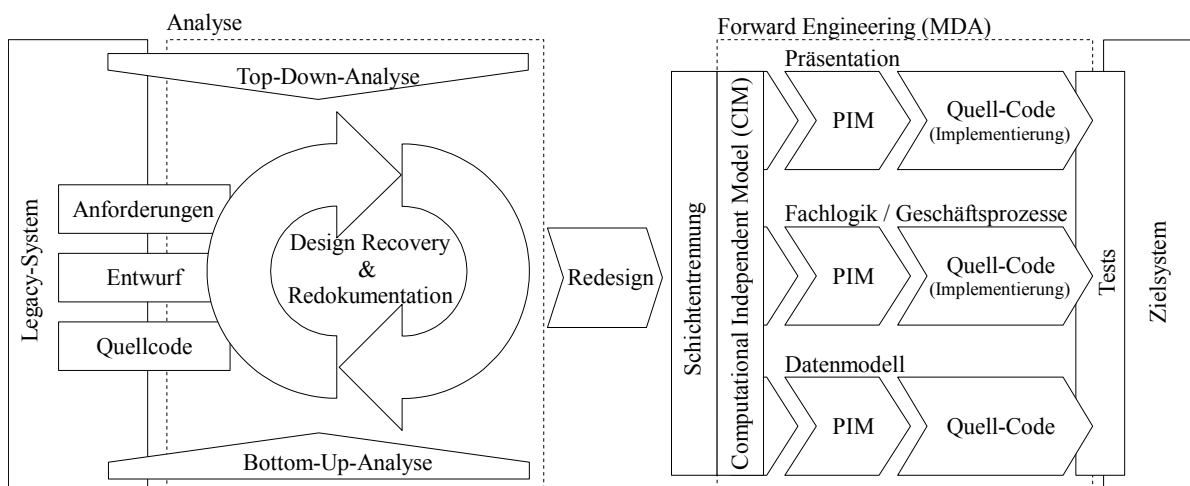 Analyse
Legacy-System
Top-Down-Analyse
Anforderungen
Entwurf
Quellcode
Design Recovery
&
Redokumentation
Bottom-Up-Analyse
Redesign
Forward Engineering (MDA)
Schichtentrennung
Computational Independent Model (CIM)
Präsentation
PIM
Quell-Code
(Implementierung)
Fachlogik / Geschäftsprozesse
PIM
Quell-Code
(Implementierung)
Datenmodell
PIM
Quell-Code
Tests
Zielsystem